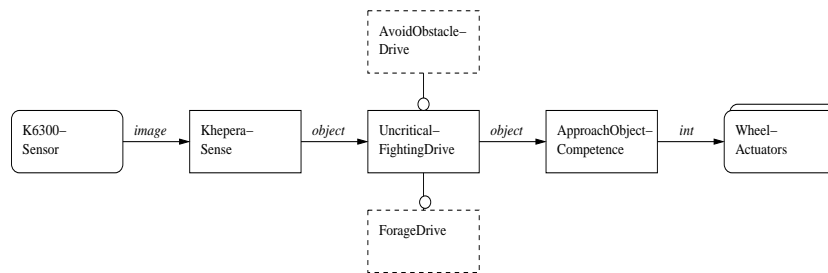 AvoidObstacle–
Drive
K6300–
Sensor
image
Khepera–
Sense
object
Uncritical–
FightingDrive
object
ApproachObject–
Competence
int
Wheel–
Actuators
ForageDrive